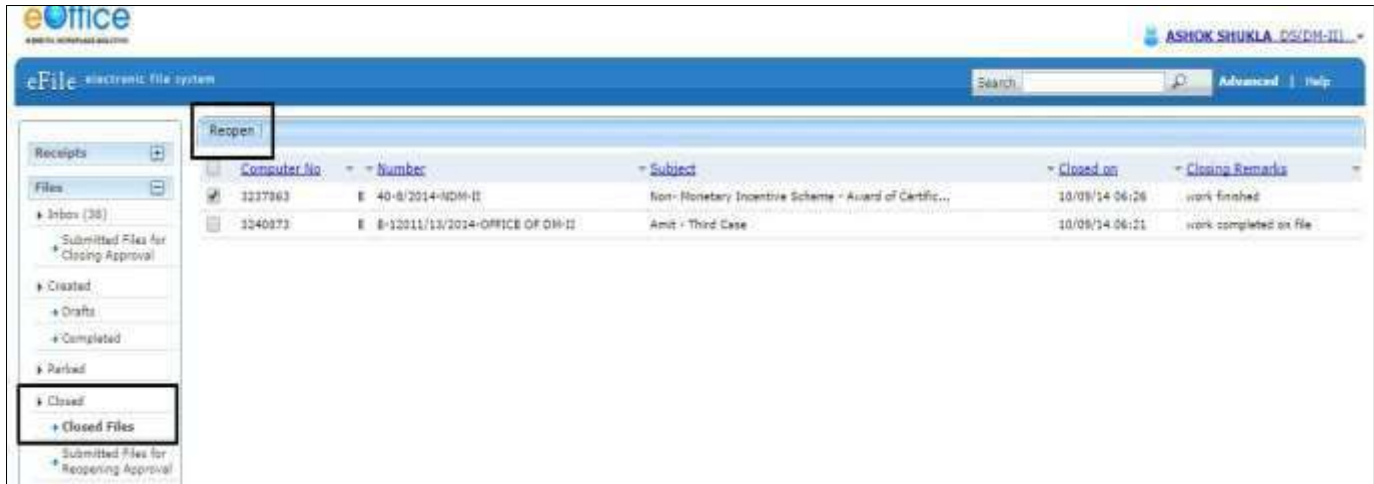 eOffice
A DIGITAL WORKPLACE SOLUTION
ASHOK SHUKLA DS(DM-II)...
eFile electronic file system
Search
Advanced | Help
Reopen |
Receipts
Files
Inbox (38)
Submitted Files for
Closing Approval
Created
Drafts
Completed
Parked
Closed
Closed Files
Submitted Files for
Reopening Approval
Computer No Number Subject Closed on Closing Remarks
3237863 E 40-8/2014-NDM-II Non- Monetary Incentive Scheme - Award of Certific... 10/09/14 06:26 work finished
3240873 E 8-12011/13/2014-OFFICE OF DM-II Amit - Third Case 10/09/14 06:21 work completed on file